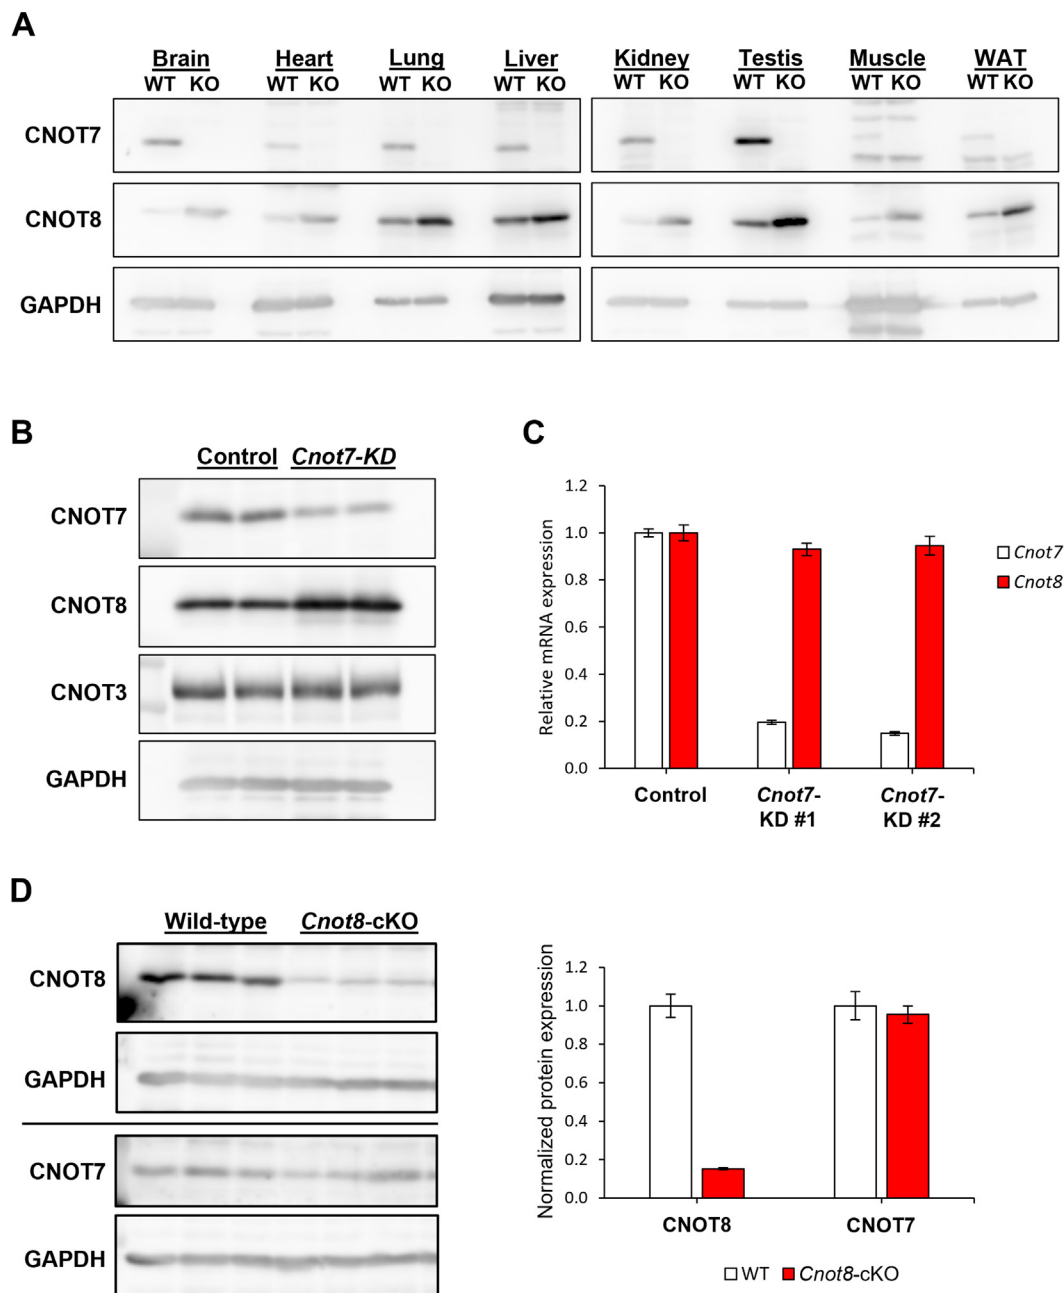 A
Brain Heart Lung Liver Kidney Testis Muscle WAT
WT KO WT KO WT KO WT KO WT KO WT KO WT KO WT KO
CNOT7
CNOT8
GAPDH
B
Control Cnot7-KD
CNOT7
CNOT8
CNOT3
GAPDH
C
Relative mRNA expression
1.2
1.0
0.8
0.6
0.4
0.2
0.0
Control Cnot7-KD #1 Cnot7-KD #2
Cnot7
Cnot8
D
Wild-type Cnot8-cKO
CNOT8
GAPDH
CNOT7
GAPDH
Normalized protein expression
1.2
1.0
0.8
0.6
0.4
0.2
0.0
CNOT8 CNOT7
WT Cnot8-cKO